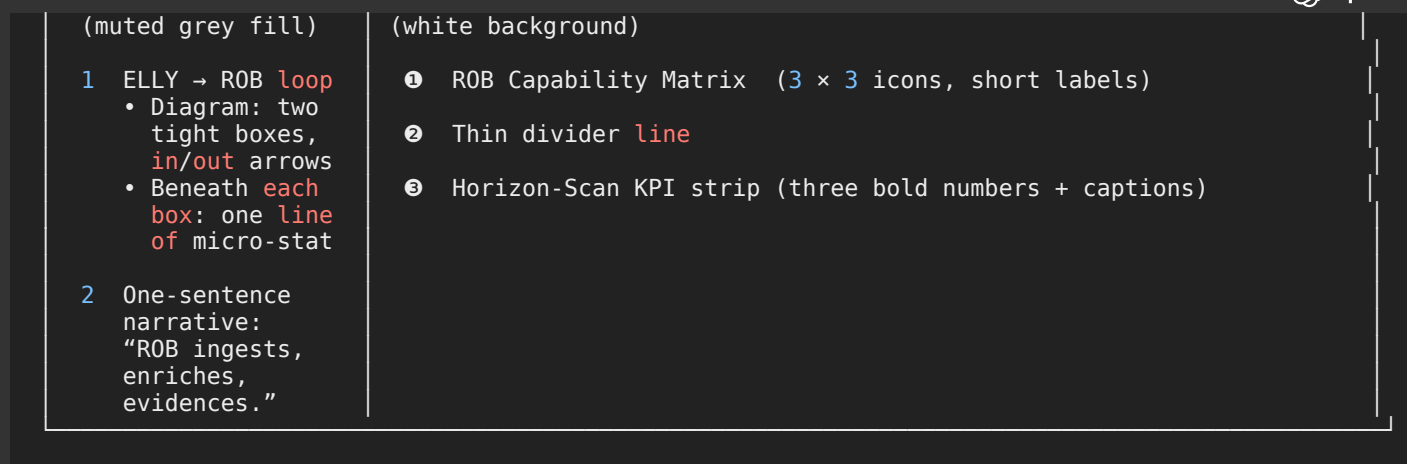 (muted grey fill)
1 ELLY → ROB loop
• Diagram: two
tight boxes,
in/out arrows
• Beneath each
box: one line
of micro-stat
2 One-sentence
narrative:
“ROB ingests,
enriches,
evidences.”
(white background)
❶ ROB Capability Matrix (3 × 3 icons, short labels)
❷ Thin divider line
❸ Horizon-Scan KPI strip (three bold numbers + captions)